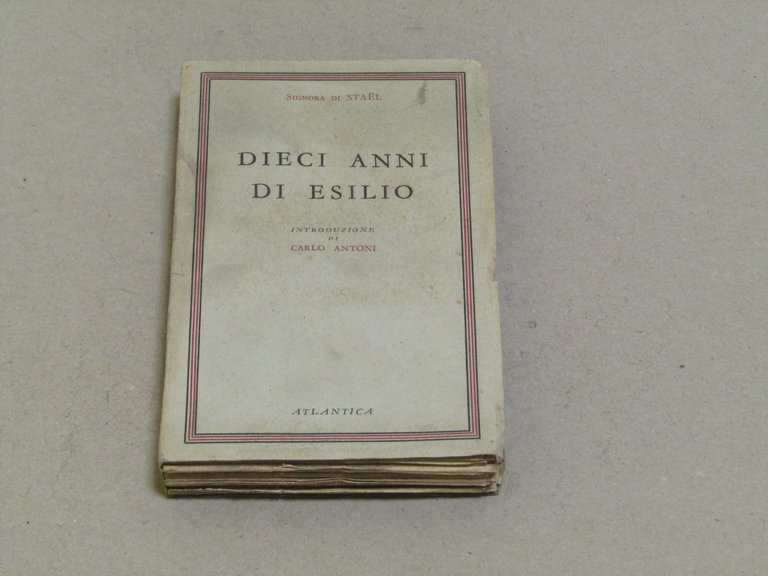 Signora di STAËL
DIECI ANNI
DI ESILIO
INTRODUZIONE
DI
CARLO ANTONI
ATLANTICA